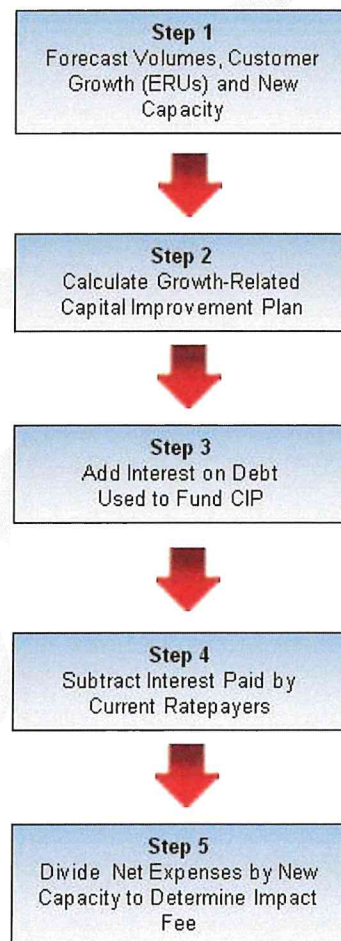 Step 1
Forecast Volumes, Customer
Growth (ERUs) and New
Capacity
Step 2
Calculate Growth-Related
Capital Improvement Plan
Step 3
Add Interest on Debt
Used to Fund CIP
Step 4
Subtract Interest Paid by
Current Ratepayers
Step 5
Divide Net Expenses by New
Capacity to Determine Impact
Fee